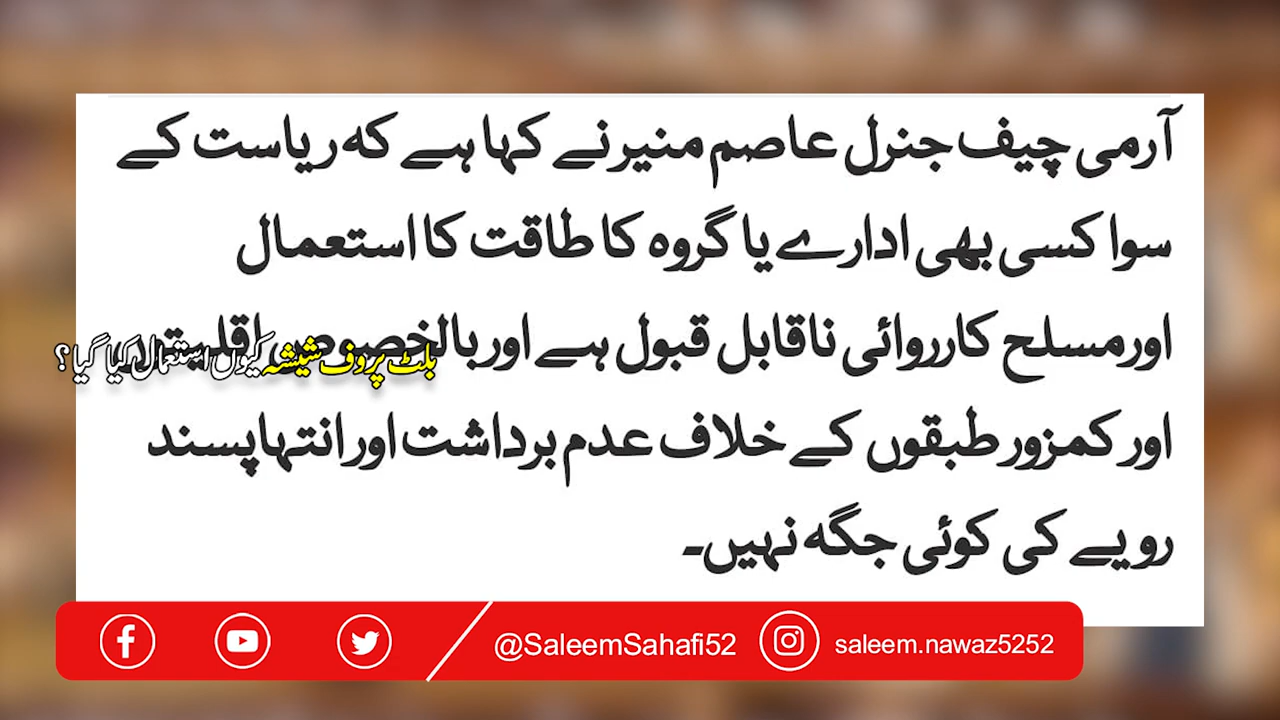 آرمی چیف جنرل عاصم منیر نے کہا ہے کہ ریاست کے
سوا کسی بھی ادارے یا گروہ کا طاقت کا استعمال
اور مسلح کارروائی ناقابل قبول ہے اور بالخصوص
بلٹ پروف شیشہ کیوں استعمال کیا گیا؟
اور کمزور طبقوں کے خلاف عدم برداشت اور انتہا پسند
رویے کی کوئی جگہ نہیں۔
@SaleemSahafi52
saleem.nawaz5252